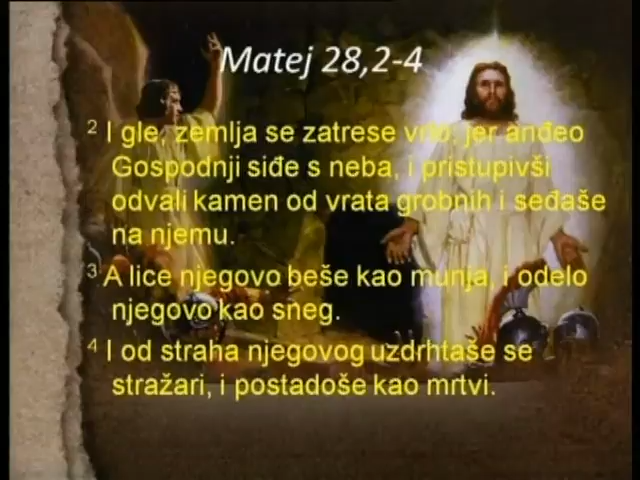 Matej 28,2-4
2 I gle, zemlja se zatrese vrlo, jer anđeo
Gospodnji siđe s neba, i pristupivši
odvali kamen od vrata grobnih i seđaše
na njemu.
3 A lice njegovo beše kao munja, i odelo
njegovo kao sneg.
4 I od straha njegovog uzdrhtaše se
stražari, i postadoše kao mrtvi.